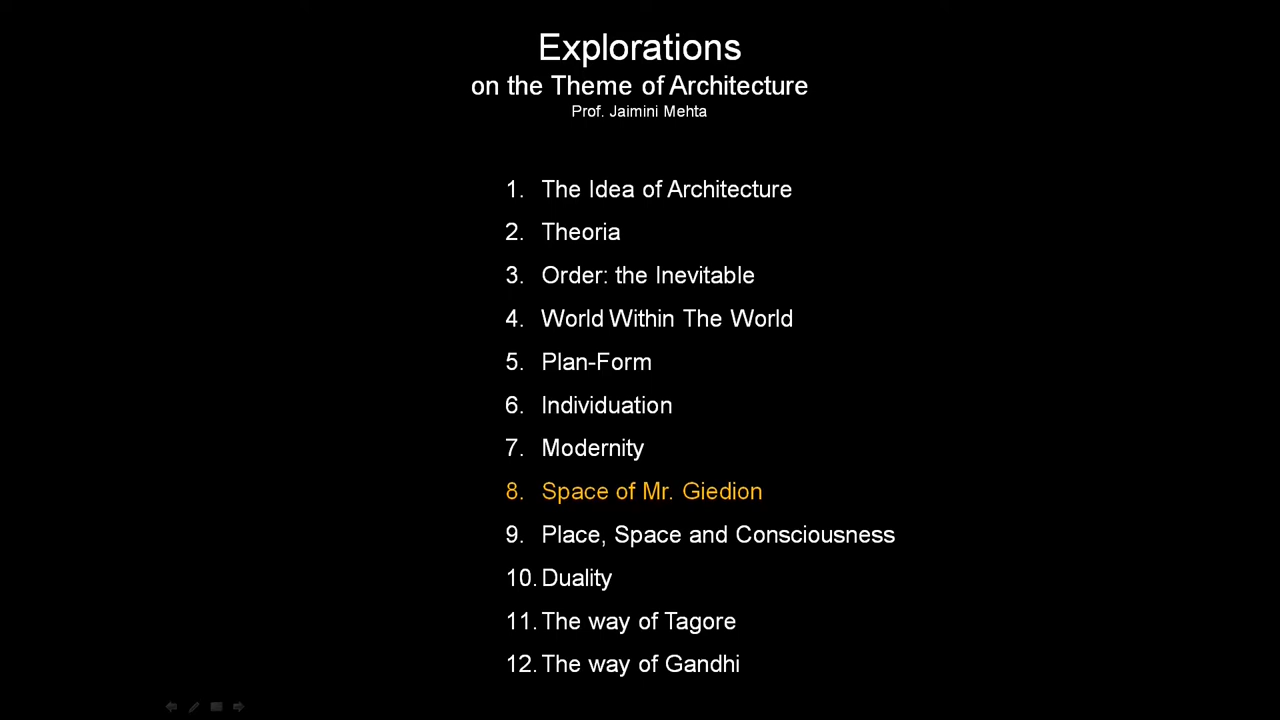 Explorations
on the Theme of Architecture
Prof. Jaimini Mehta
1. The Idea of Architecture
2. Theoria
3. Order: the Inevitable
4. World Within The World
5. Plan-Form
6. Individuation
7. Modernity
8. Space of Mr. Giedion
9. Place, Space and Consciousness
10. Duality
11. The way of Tagore
12. The way of Gandhi